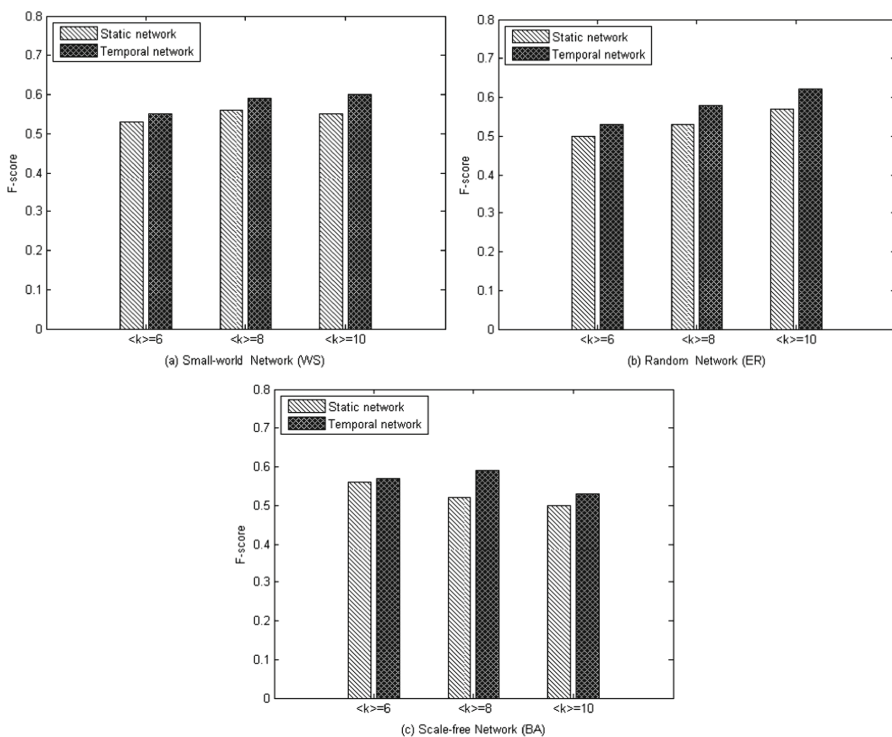 0.8
0.7
0.6
0.5
0.4
0.3
0.2
0.1
0
F-score
Static network
Temporal network
<k>=6
<k>=8
<k>=10
(a) Small-world Network (WS)
0.8
0.7
0.6
0.5
0.4
0.3
0.2
0.1
0
F-score
Static network
Temporal network
<k>=6
<k>=8
<k>=10
(b) Random Network (ER)
0.8
0.7
0.6
0.5
0.4
0.3
0.2
0.1
0
F-score
Static network
Temporal network
<k>=6
<k>=8
<k>=10
(c) Scale-free Network (BA)